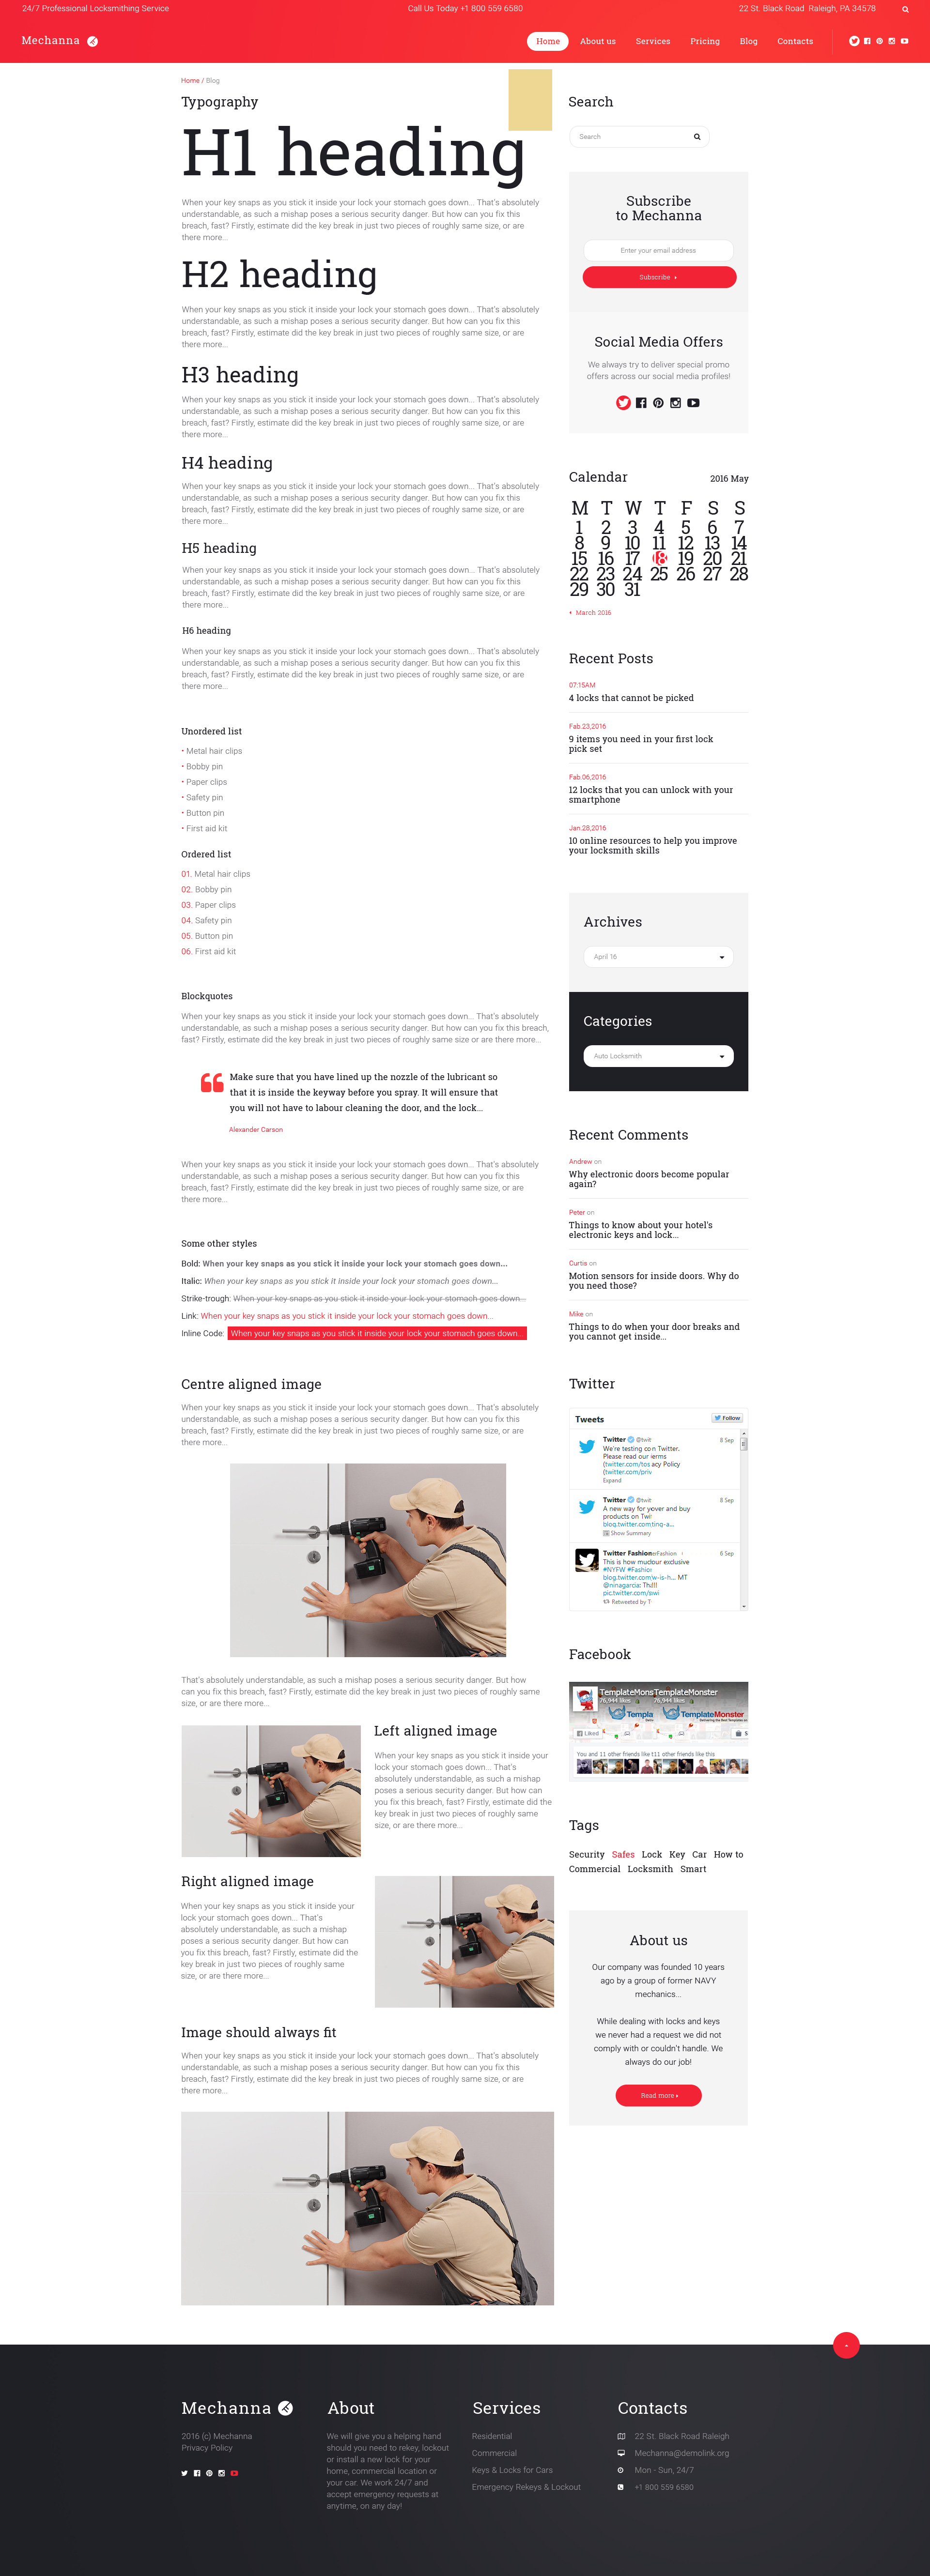 24/7 Professional Locksmithing Service
Call Us Today +1 800 559 6580
22 St. Black Road Raleigh, PA 34578
Mechanna
Home
About us
Services
Pricing
Blog
Contacts
Home / Blog
Typography
H1 heading
When your key snaps as you stick it inside your lock your stomach goes down... That's absolutely
understandable, as such a mishap poses a serious security danger. But how can you fix this
breach, fast? Firstly, estimate did the key break in just two pieces of roughly same size, or are
there more...
H2 heading
When your key snaps as you stick it inside your lock your stomach goes down... That's absolutely
understandable, as such a mishap poses a serious security danger. But how can you fix this
breach, fast? Firstly, estimate did the key break in just two pieces of roughly same size, or are
there more...
H3 heading
When your key snaps as you stick it inside your lock your stomach goes down... That's absolutely
understandable, as such a mishap poses a serious security danger. But how can you fix this
breach, fast? Firstly, estimate did the key break in just two pieces of roughly same size, or are
there more...
H4 heading
When your key snaps as you stick it inside your lock your stomach goes down... That's absolutely
understandable, as such a mishap poses a serious security danger. But how can you fix this
breach, fast? Firstly, estimate did the key break in just two pieces of roughly same size, or are
there more...
H5 heading
When your key snaps as you stick it inside your lock your stomach goes down... That's absolutely
understandable, as such a mishap poses a serious security danger. But how can you fix this
breach, fast? Firstly, estimate did the key break in just two pieces of roughly same size, or are
there more...
H6 heading
When your key snaps as you stick it inside your lock your stomach goes down... That's absolutely
understandable, as such a mishap poses a serious security danger. But how can you fix this
breach, fast? Firstly, estimate did the key break in just two pieces of roughly same size, or are
there more...
Unordered list
• Metal hair clips
• Bobby pin
• Paper clips
• Safety pin
• Button pin
• First aid kit
Ordered list
01. Metal hair clips
02. Bobby pin
03. Paper clips
04. Safety pin
05. Button pin
06. First aid kit
Blockquotes
When your key snaps as you stick it inside your lock your stomach goes down... That's absolutely
understandable, as such a mishap poses a serious security danger. But how can you fix this breach,
fast? Firstly, estimate did the key break in just two pieces of roughly same size or are there more...
Make sure that you have lined up the nozzle of the lubricant so
that it is inside the keyway before you spray. It will ensure that
you will not have to labour cleaning the door, and the lock...
Alexander Carson
When your key snaps as you stick it inside your lock your stomach goes down... That's absolutely
understandable, as such a mishap poses a serious security danger. But how can you fix this
breach, fast? Firstly, estimate did the key break in just two pieces of roughly same size, or are
there more...
Some other styles
Bold: When your key snaps as you stick it inside your lock your stomach goes down...
Italic: When your key snaps as you stick it inside your lock your stomach goes down...
Strike-trough: When your key snaps as you stick it inside your lock your stomach goes down...
Link: When your key snaps as you stick it inside your lock your stomach goes down...
Inline Code: When your key snaps as you stick it inside your lock your stomach goes down...
Centre aligned image
When your key snaps as you stick it inside your lock your stomach goes down... That's absolutely
understandable, as such a mishap poses a serious security danger. But how can you fix this
breach, fast? Firstly, estimate did the key break in just two pieces of roughly same size, or are
there more...
That's absolutely understandable, as such a mishap poses a serious security danger. But how
can you fix this breach, fast? Firstly, estimate did the key break in just two pieces of roughly same
size, or are there more...
Left aligned image
When your key snaps as you stick it inside your
lock your stomach goes down... That's
absolutely understandable, as such a mishap
poses a serious security danger. But how can
you fix this breach, fast? Firstly, estimate did the
key break in just two pieces of roughly same
size, or are there more...
Right aligned image
When your key snaps as you stick it inside your
lock your stomach goes down... That's
absolutely understandable, as such a mishap
poses a serious security danger. But how can
you fix this breach, fast? Firstly, estimate did the
key break in just two pieces of roughly same
size, or are there more...
Image should always fit
When your key snaps as you stick it inside your lock your stomach goes down... That's absolutely
understandable, as such a mishap poses a serious security danger. But how can you fix this
breach, fast? Firstly, estimate did the key break in just two pieces of roughly same size, or are
there more...
Search
Search
Subscribe
to Mechanna
Enter your email address
Subscribe
Social Media Offers
We always try to deliver special promo
offers across our social media profiles!
Calendar
2016 May
M T W T F S S
1 2 3 4 5 6 7
8 9 10 11 12 13 14
15 16 17 18 19 20 21
22 23 24 25 26 27 28
29 30 31
March 2016
Recent Posts
07:15AM
4 locks that cannot be picked
Fab.23,2016
9 items you need in your first lock
pick set
Fab.06,2016
12 locks that you can unlock with your
smartphone
Jan.28,2016
10 online resources to help you improve
your locksmith skills
Archives
April 16
Categories
Auto Locksmith
Recent Comments
Andrew on
Why electronic doors become popular
again?
Peter on
Things to know about your hotel's
electronic keys and lock...
Curtis on
Motion sensors for inside doors. Why do
you need those?
Mike on
Things to do when your door breaks and
you cannot get inside...
Twitter
Tweets
Follow
Twitter @twit
8 Sep
We're testing co n Twitter.
Please read our terms
(twitter.com/tos acy Policy
(twitter.com/priv
Expand
Twitter @twit
8 Sep
A new way for yover and buy
products on Twi
blog.twitter.com ting-a...
Show Summary
Twitter Fashion
6 Sep
This is how mudour exclusive
#NYFW #Fashior
blog.twitter.com w-is-h... MT
@ninagarcia: Th!!!
pic.twitter.com/swi
Retweeted by T
Facebook
TemplateMonsTemplateMonster
76,944 likes 76,944 likes
Templa TemplateMonster
Liked
You and 11 other friends like t11 other friends like this
Tags
Security Safes Lock Key Car How to
Commercial Locksmith Smart
About us
Our company was founded 10 years
ago by a group of former NAVY
mechanics...
While dealing with locks and keys
we never had a request we did not
comply with or couldn't handle. We
always do our job!
Read more
Mechanna
2016 (c) Mechanna
Privacy Policy
About
We will give you a helping hand
should you need to rekey, lockout
or install a new lock for your
home, commercial location or
your car. We work 24/7 and
accept emergency requests at
anytime, on any day!
Services
Residential
Commercial
Keys & Locks for Cars
Emergency Rekeys & Lockout
Contacts
22 St. Black Road Raleigh
Mechanna@demolink.org
Mon - Sun, 24/7
+1 800 559 6580